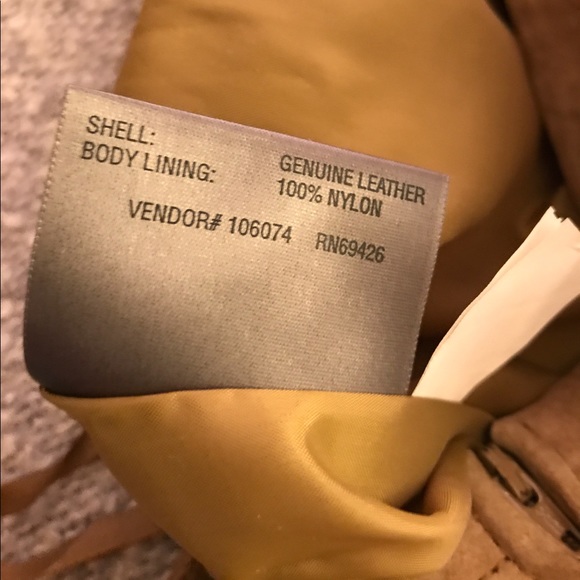 SHELL: GENUINE LEATHER
BODY LINING: 100% NYLON
VENDOR# 106074 RN69426